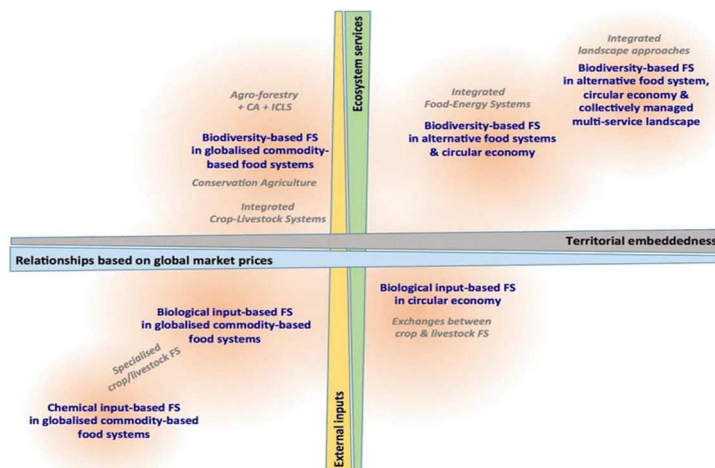 Integrated
landscape approaches
Biodiversity-based FS
in alternative food system,
circular economy &
collectively managed
multi-service landscape
Ecosystem services
Agro-forestry
+ CA + ICLS
Biodiversity-based FS
in globalised commodity-
based food systems
Conservation Agriculture
Integrated
Crop-Livestock Systems
Integrated
Food-Energy Systems
Biodiversity-based FS
in alternative food systems
& circular economy
Territorial embeddedness
Relationships based on global market prices
Biological input-based FS
in globalised commodity-based
food systems
Biological input-based FS
in circular economy
Exchanges between
crop & livestock FS
Specialised
crop/livestock FS
Chemical input-based FS
in globalised commodity-based
food systems
External inputs